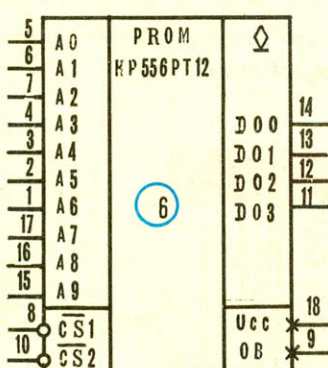 PROM
КР556РТ12
6
5 A0
6 A1
7 A2
4 A3
3 A4
2 A5
1 A6
17 A7
16 A8
15 A9
8 CS1
10 CS2
D00 14
D01 13
D02 12
D03 11
Ucc 18
0В 9